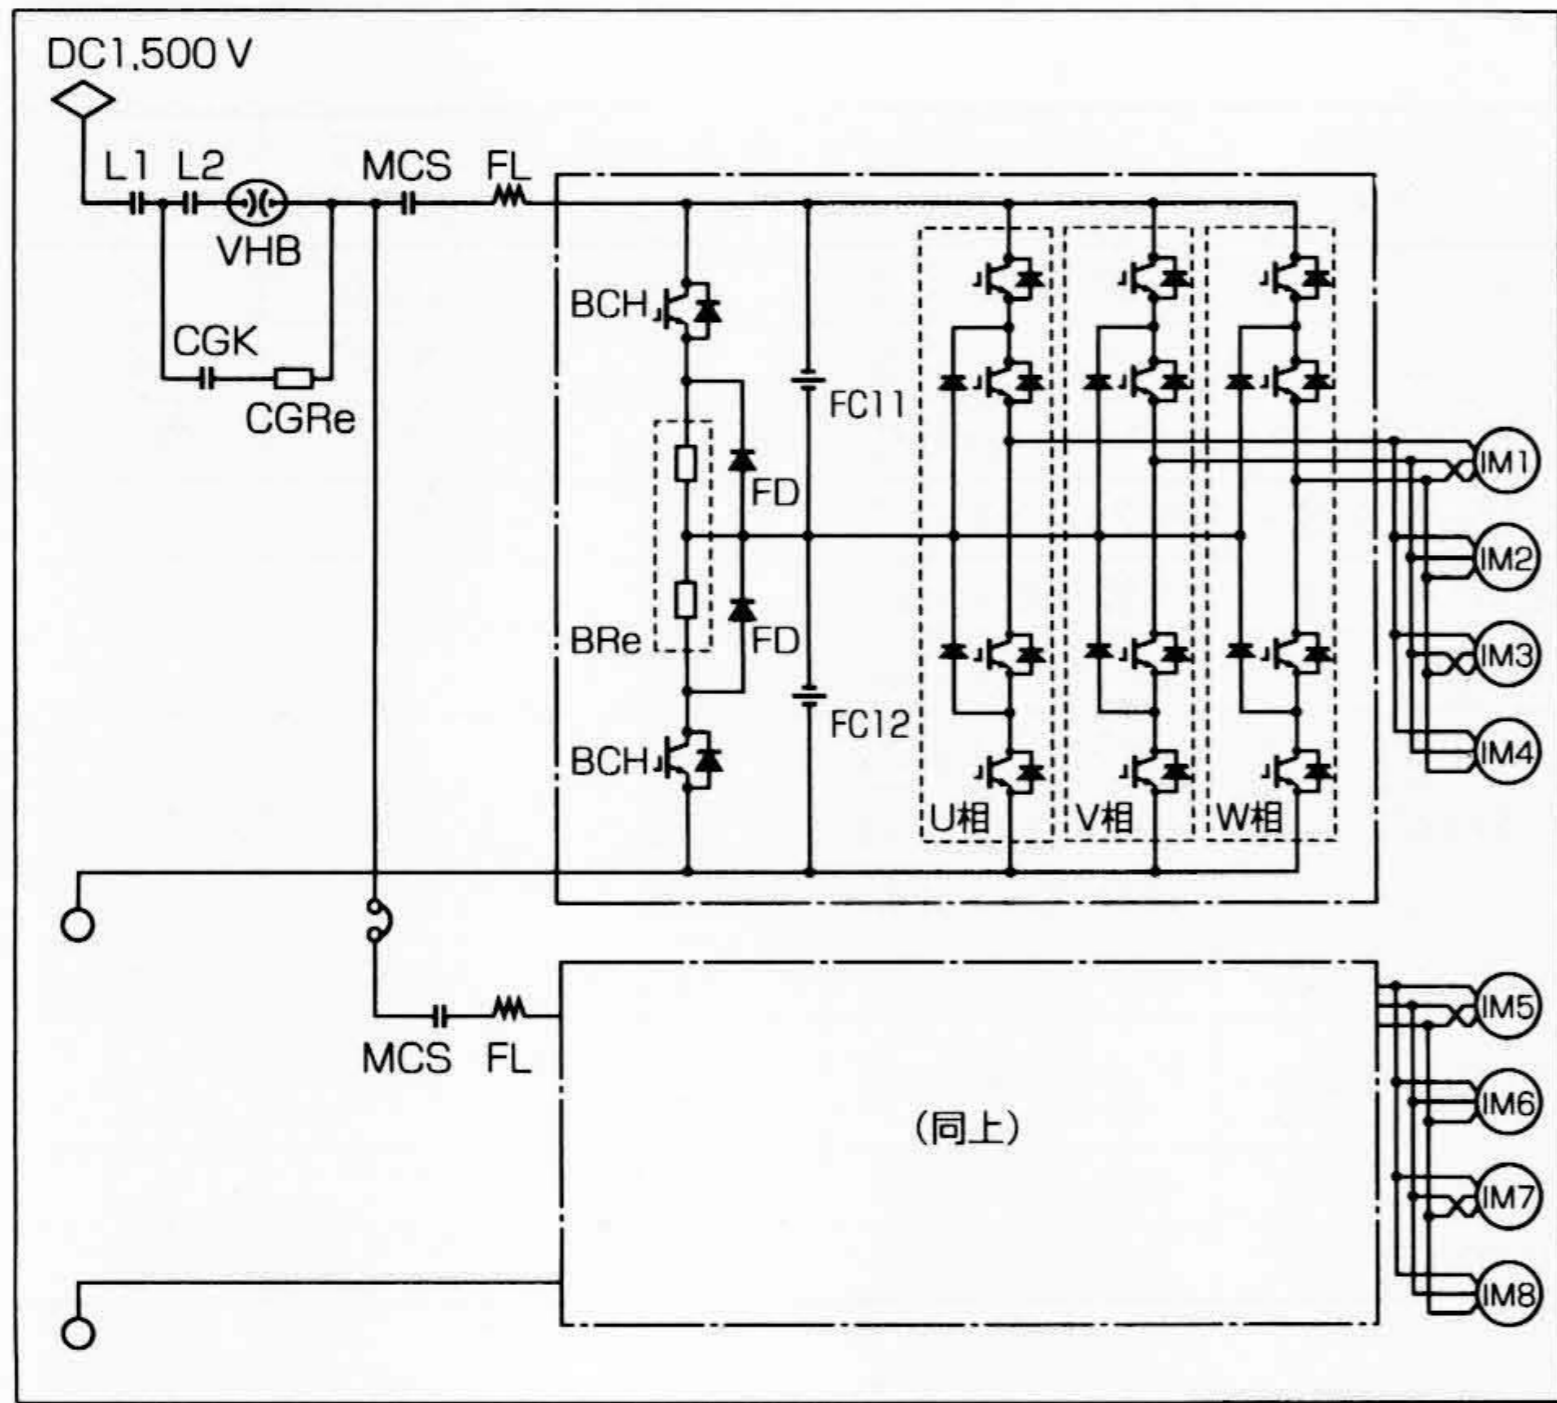 DC1,500 V
L1 L2 MCS FL
VHB
CGK
CGRe
BCH
FC11
FD
BRe FD
FC12
BCH
U相 V相 W相
IM1
IM2
IM3
IM4
MCS FL
(同上)
IM5
IM6
IM7
IM8